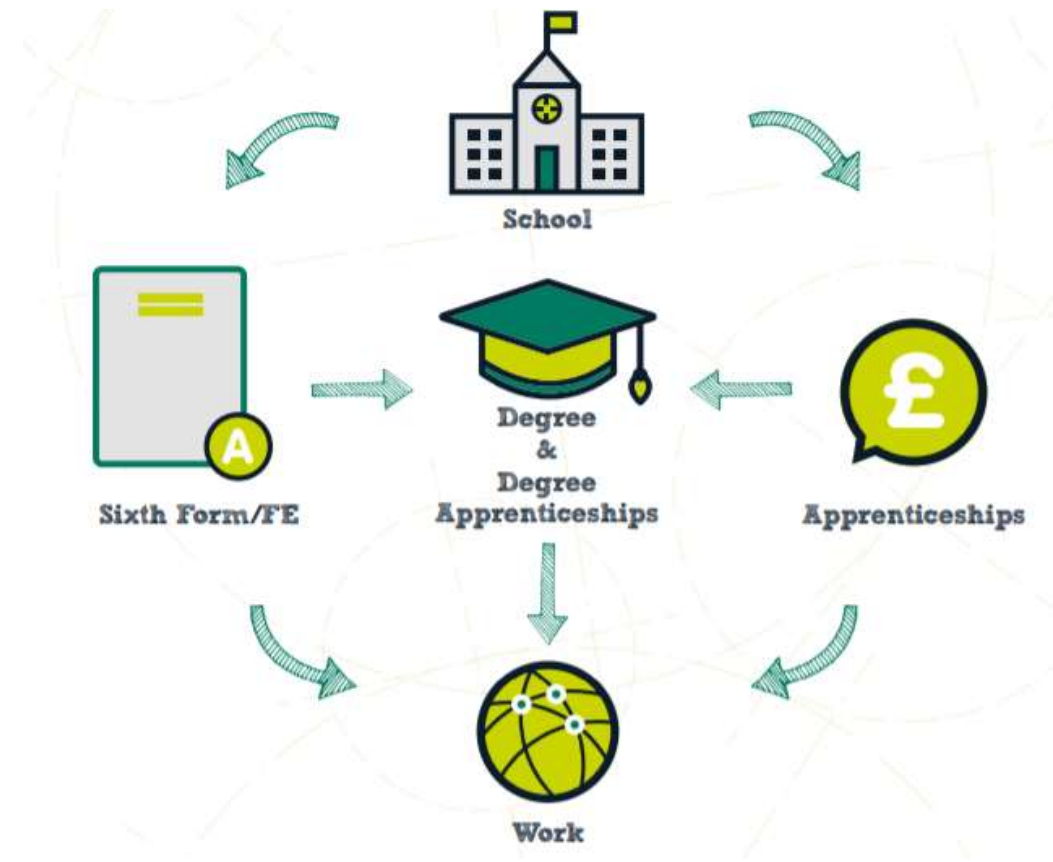 School
A
£
Degree
&
Degree
Apprenticeships
Sixth Form/FE
Apprenticeships
Work